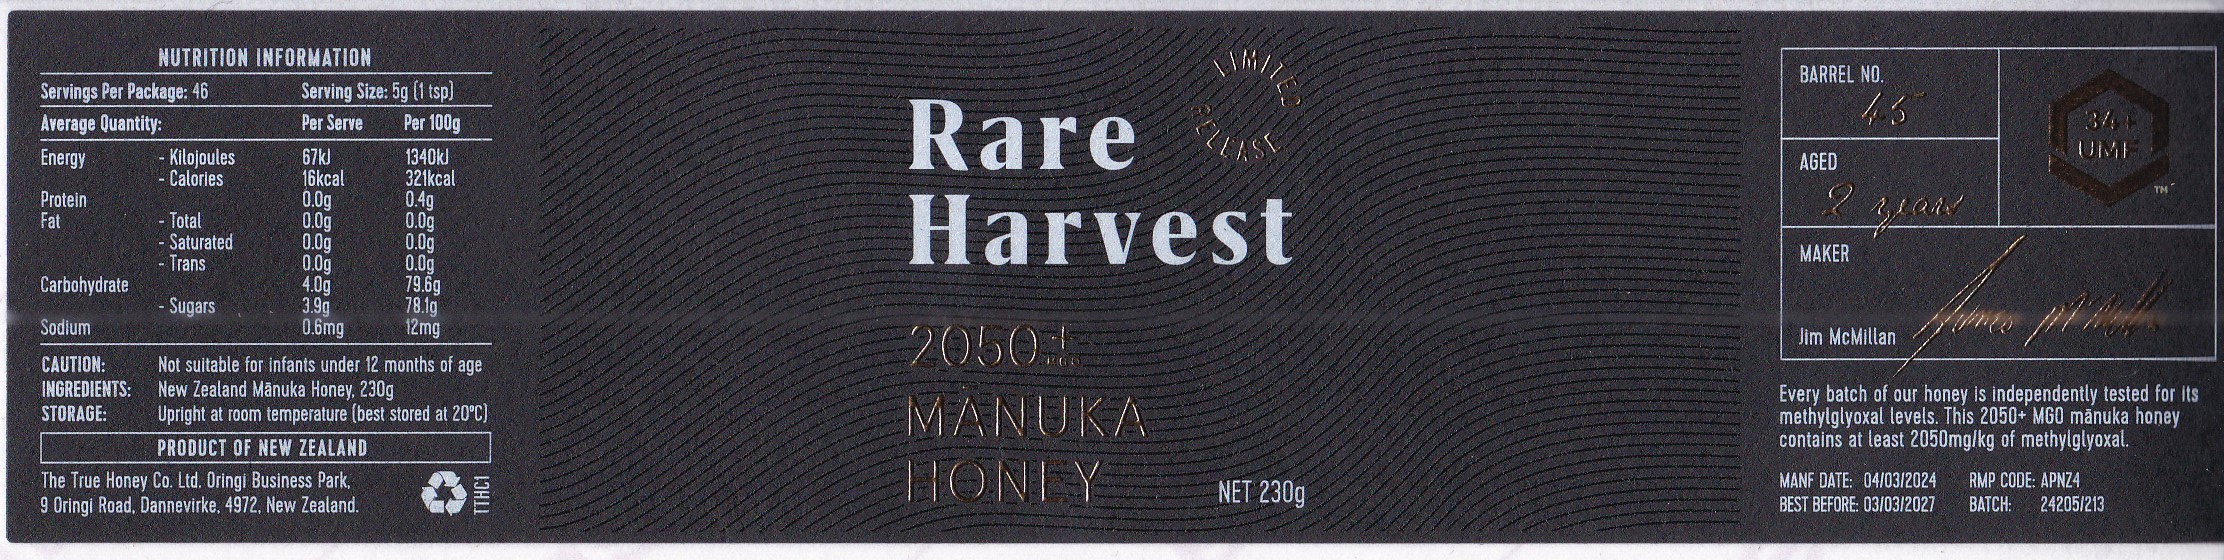 NUTRITION INFORMATION
Servings Per Package: 46 Serving Size: 5g (1 tsp)
Average Quantity: Per Serve Per 100g
Energy - Kilojoules 67kJ 1340kJ
- Calories 16kcal 321kcal
Protein 0.0g 0.4g
Fat - Total 0.0g 0.0g
- Saturated 0.0g 0.0g
- Trans 0.0g 0.0g
Carbohydrate 4.0g 79.6g
- Sugars 3.9g 78.1g
Sodium 0.6mg 12mg
CAUTION: Not suitable for infants under 12 months of age
INGREDIENTS: New Zealand Mānuka Honey, 230g
STORAGE: Upright at room temperature (best stored at 20°C)
PRODUCT OF NEW ZEALAND
The True Honey Co. Ltd. Oringi Business Park,
9 Oringi Road, Dannevirke, 4972, New Zealand.
TTHC1
LIMITED
RELEASE
Rare
Harvest
2050+
MGO
MĀNUKA
HONEY
NET 230g
BARREL NO.
45
AGED
2 years
34+
UMF
™
MAKER
Jim McMillan
James McMillan
Every batch of our honey is independently tested for its
methylglyoxal levels. This 2050+ MGO mānuka honey
contains at least 2050mg/kg of methylglyoxal.
MANF DATE: 04/03/2024 RMP CODE: APNZ4
BEST BEFORE: 03/03/2027 BATCH: 24205/213